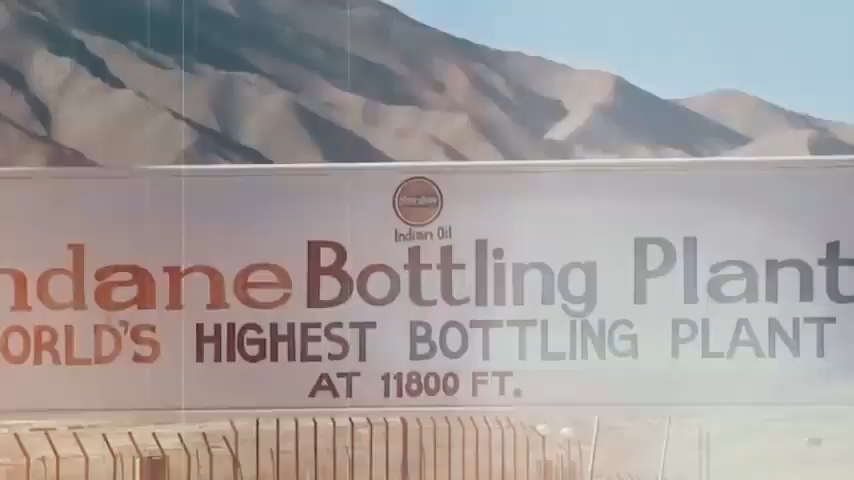 Indian Oil
ndane Bottling Plant
ORLD'S HIGHEST BOTTLING PLANT
AT 11800 FT.